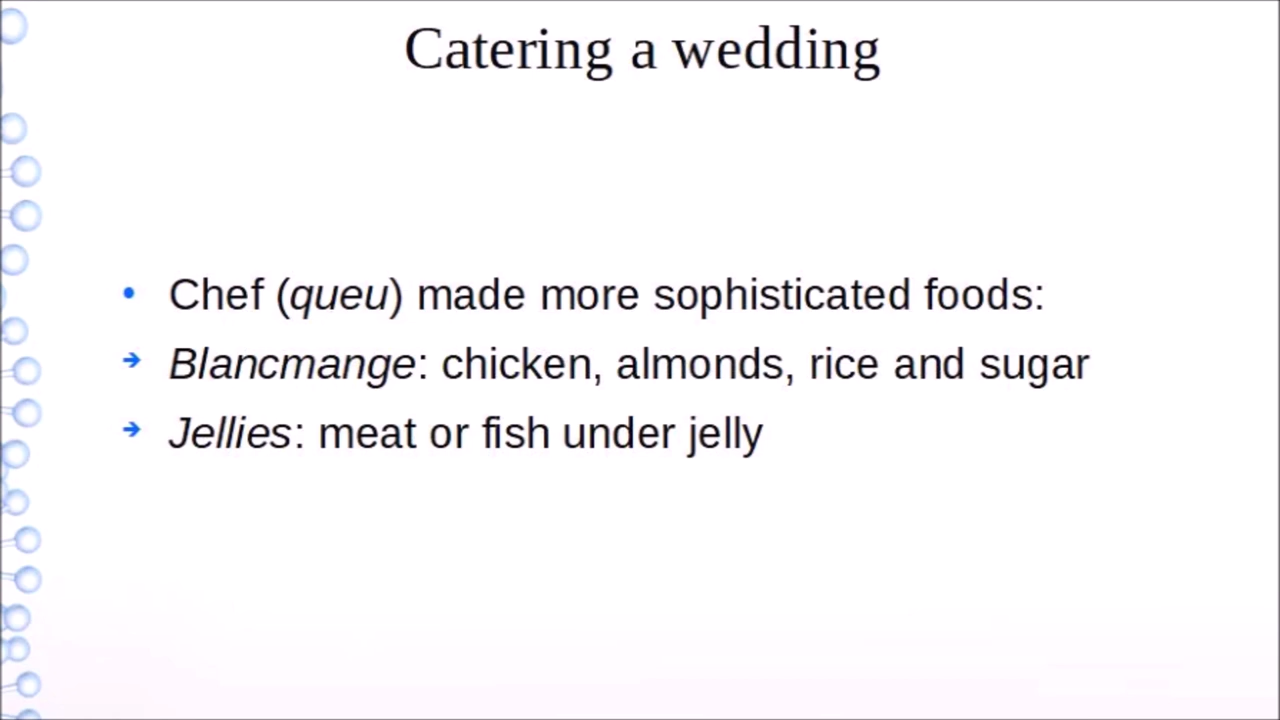 Catering a wedding
• Chef (queu) made more sophisticated foods:
➔ Blancmange: chicken, almonds, rice and sugar
➔ Jellies: meat or fish under jelly